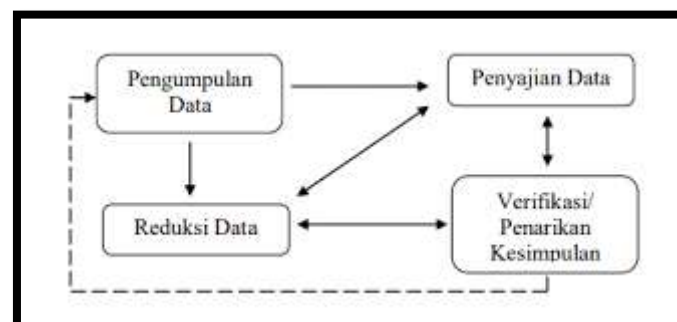 Pengumpulan
Data
Penyajian Data
Reduksi Data
Verifikasi/
Penarikan
Kesimpulan